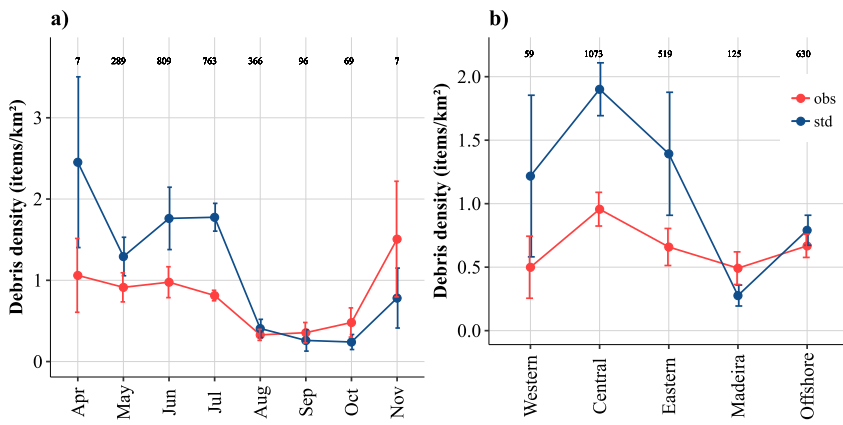 a)
7 289 809 763 366 96 69 7
Debris density (items/km²)
3
2
1
0
Apr May Jun Jul Aug Sep Oct Nov
b)
59 1073 519 125 630
Debris density (items/km²)
2.0
1.5
1.0
0.5
0.0
Western Central Eastern Madeira Offshore
obs
std